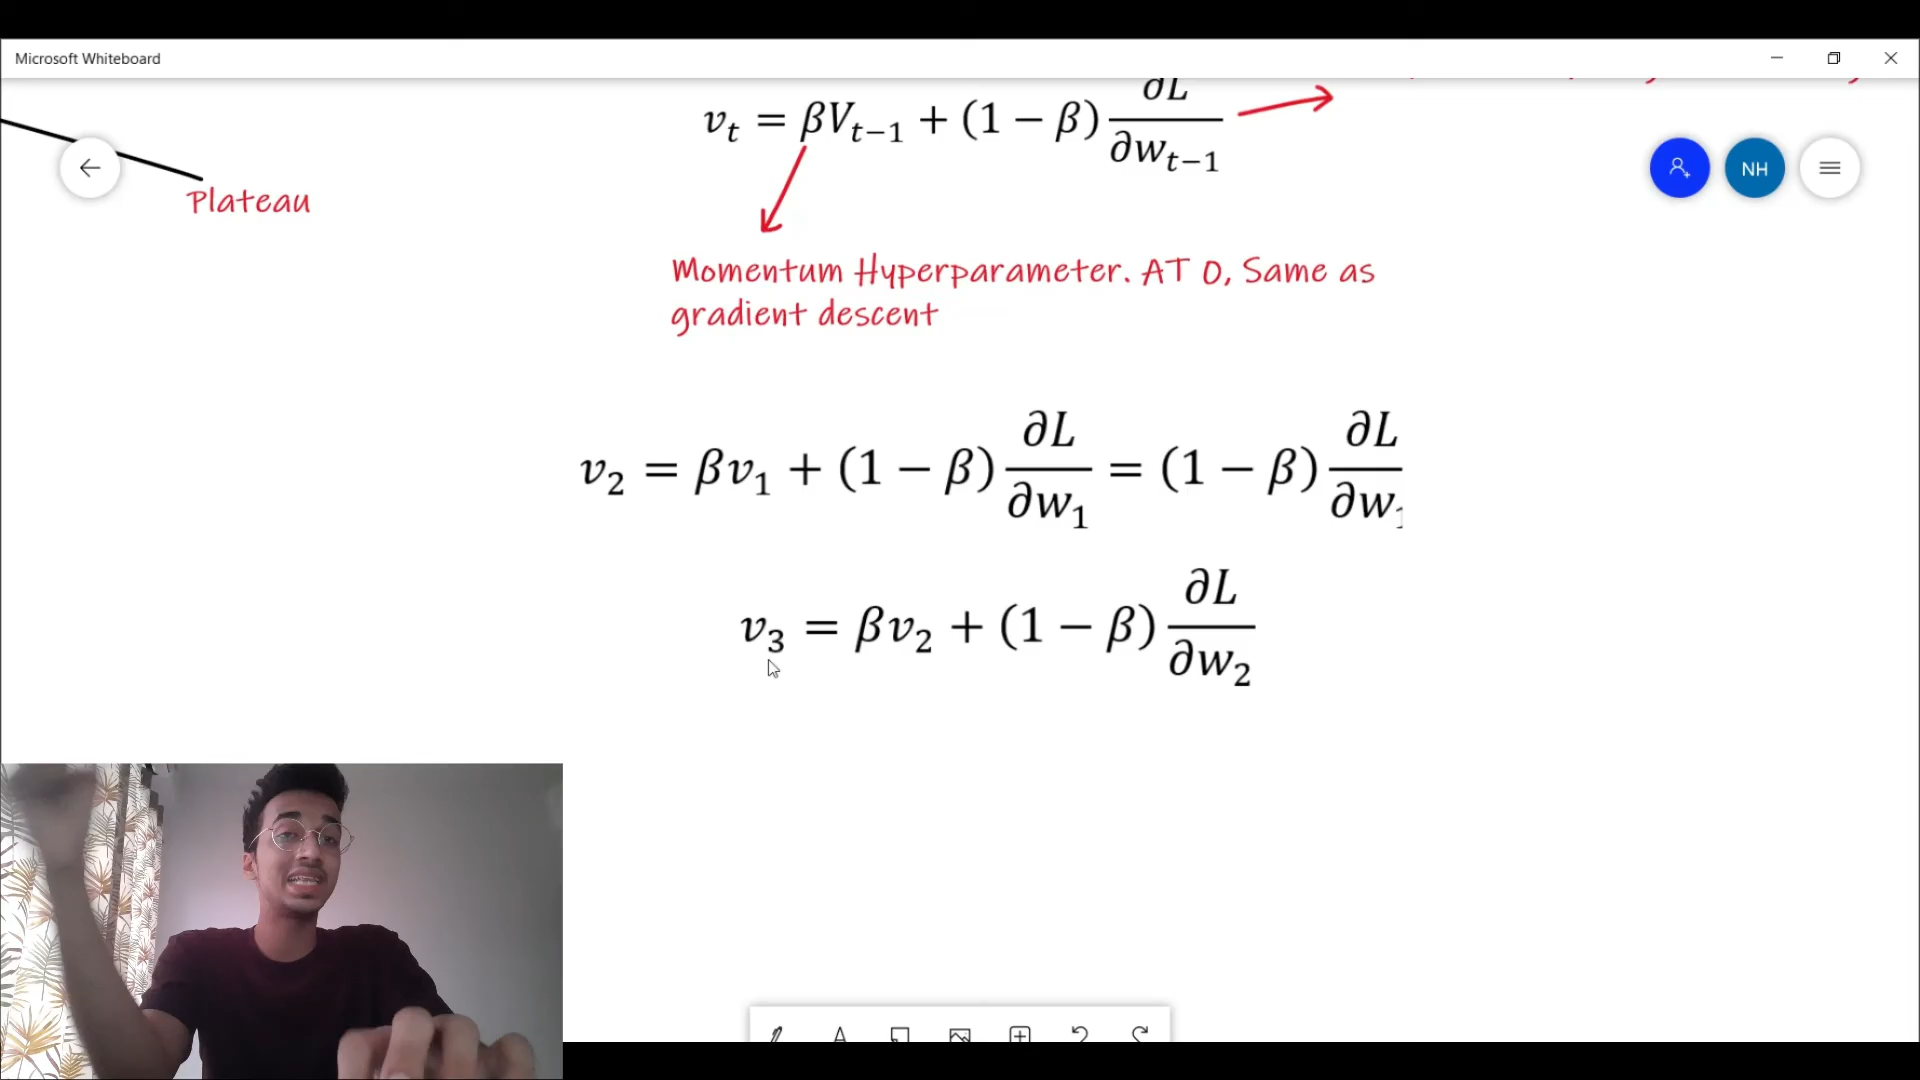 Microsoft Whiteboard
v_t = βV_{t−1} + (1 − β) ∂L/∂w_{t−1}
NH
Plateau
Momentum Hyperparameter. AT 0, Same as
gradient descent
v_2 = βv_1 + (1 − β) ∂L/∂w_1 = (1 − β) ∂L/∂w_1
v_3 = βv_2 + (1 − β) ∂L/∂w_2